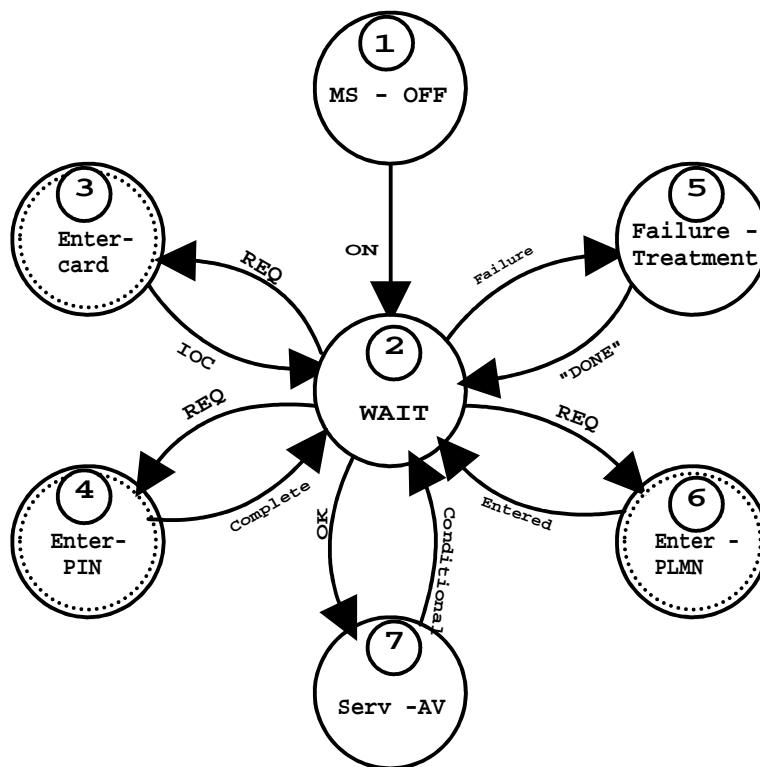 1
MS - OFF
3
Enter-
card
5
Failure -
Treatment
ON
REQ
Failure
IOC
"DONE"
2
WAIT
REQ
REQ
4
Enter-
PIN
Complete
Entered
6
Enter -
PLMN
OK
Conditional
7
Serv -AV